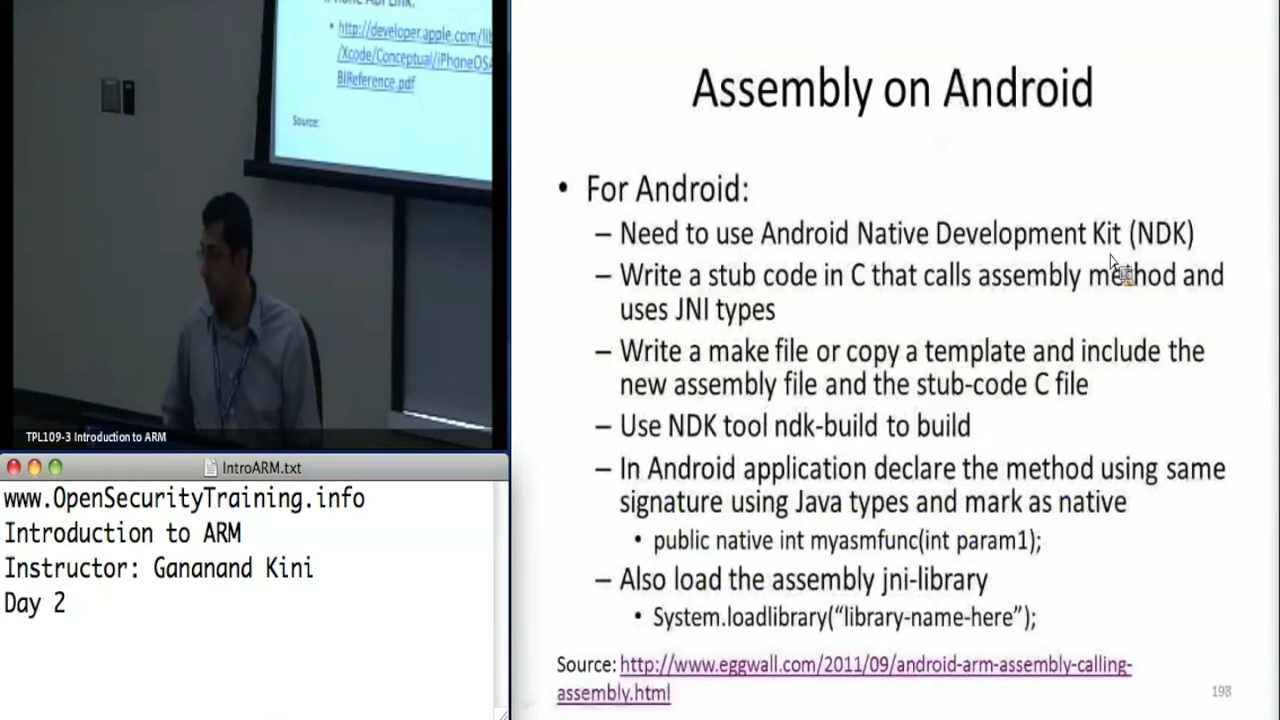 iPhone ABI Link:
• http://developer.apple.com/lib
/Xcode/Conceptual/iPhoneOSA
BIReference.pdf
Source:
TPL109-3 Introduction to ARM
IntroARM.txt
www.OpenSecurityTraining.info
Introduction to ARM
Instructor: Gananand Kini
Day 2
Assembly on Android
• For Android:
– Need to use Android Native Development Kit (NDK)
– Write a stub code in C that calls assembly method and
uses JNI types
– Write a make file or copy a template and include the
new assembly file and the stub-code C file
– Use NDK tool ndk-build to build
– In Android application declare the method using same
signature using Java types and mark as native
• public native int myasmfunc(int param1);
– Also load the assembly jni-library
• System.loadlibrary(“library-name-here”);
Source: http://www.eggwall.com/2011/09/android-arm-assembly-calling-
assembly.html
198